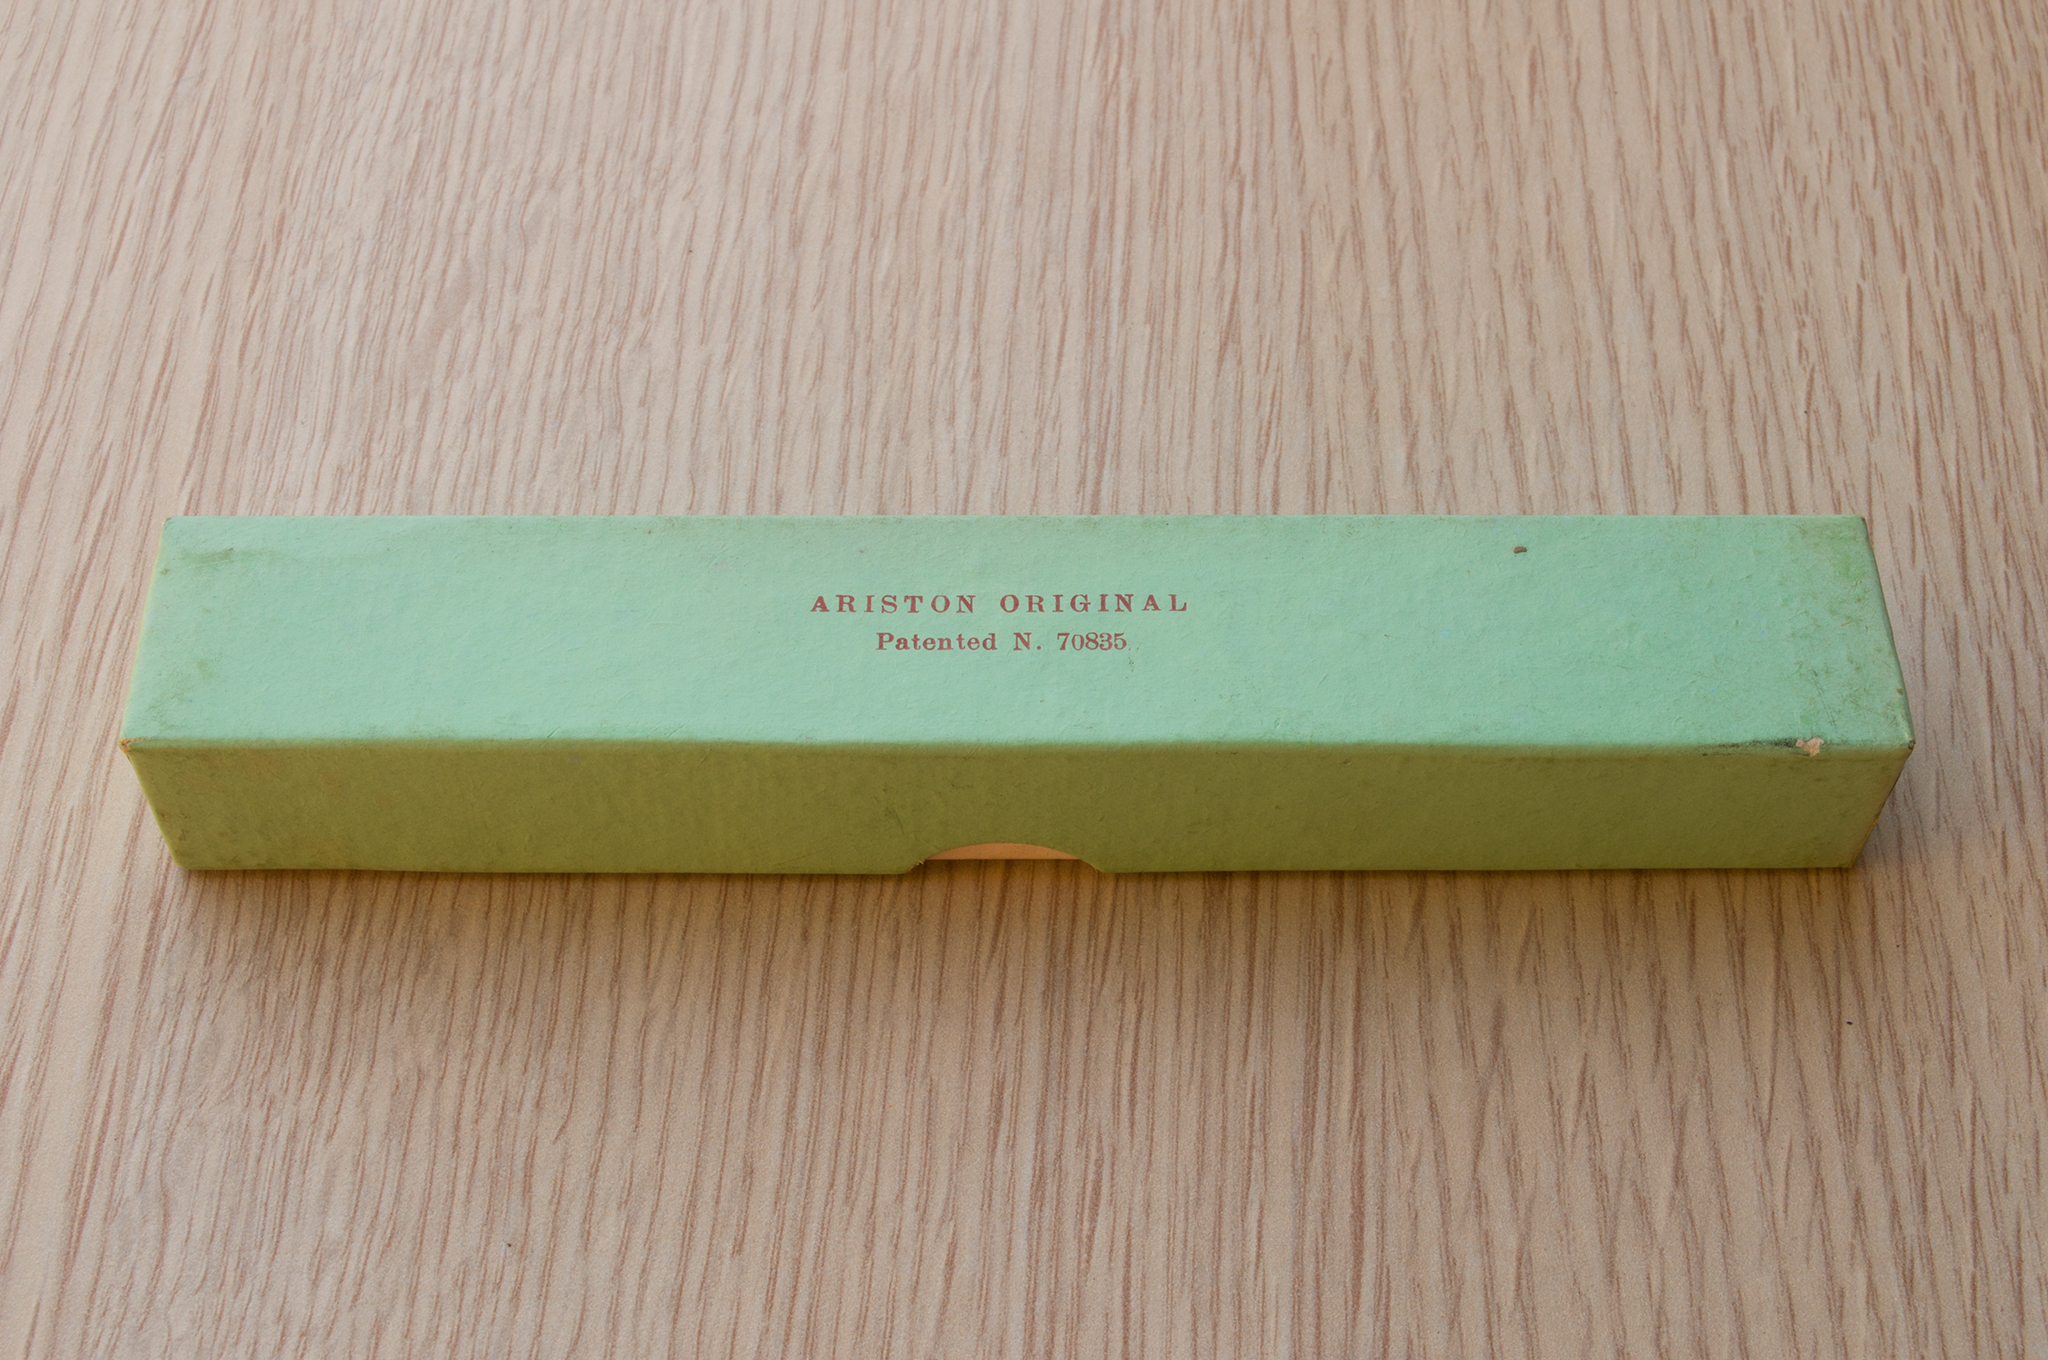 ARISTON ORIGINAL
Patented N. 70835